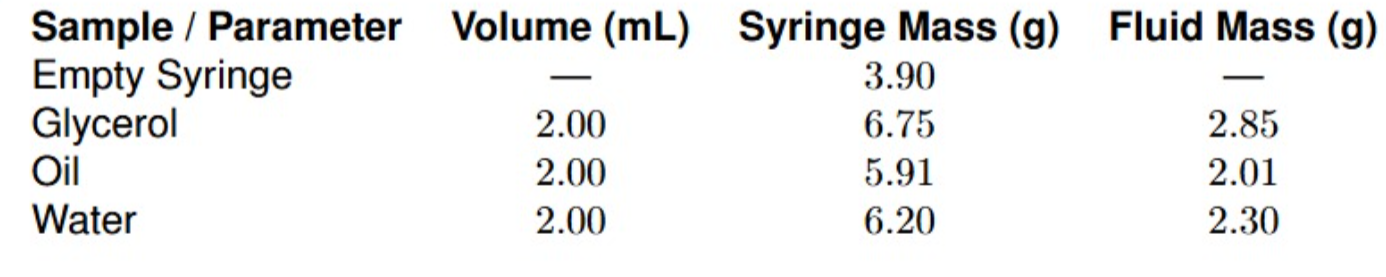 Sample / Parameter Volume (mL) Syringe Mass (g) Fluid Mass (g)
Empty Syringe — 3.90 —
Glycerol 2.00 6.75 2.85
Oil 2.00 5.91 2.01
Water 2.00 6.20 2.30